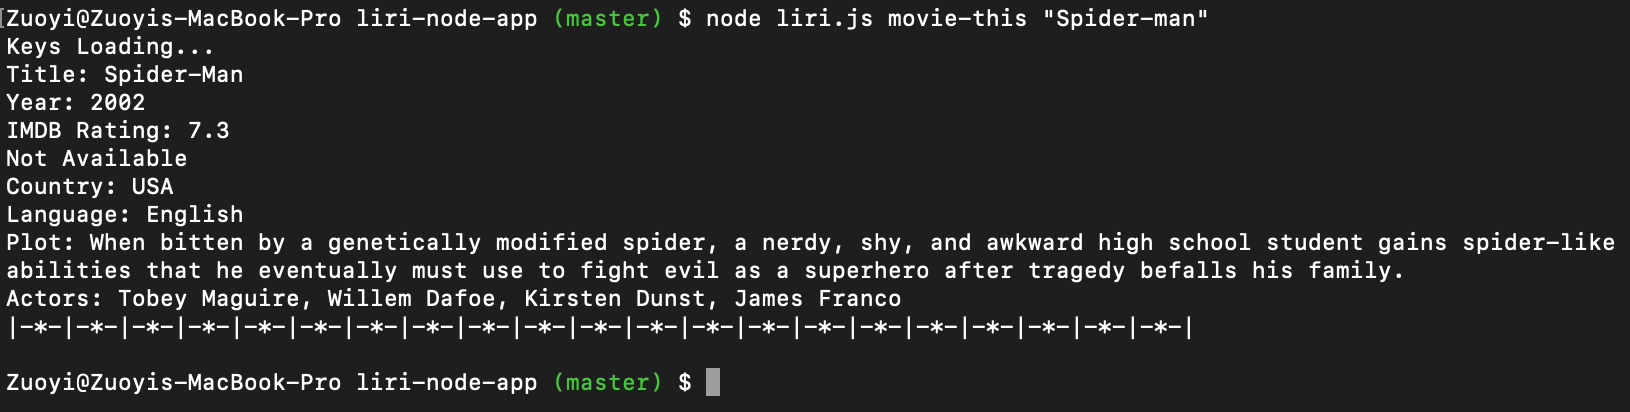 Zuoyi@Zuoyis-MacBook-Pro liri-node-app (master) $ node liri.js movie-this "Spider-man"
Keys Loading...
Title: Spider-Man
Year: 2002
IMDB Rating: 7.3
Not Available
Country: USA
Language: English
Plot: When bitten by a genetically modified spider, a nerdy, shy, and awkward high school student gains spider-like
abilities that he eventually must use to fight evil as a superhero after tragedy befalls his family.
Actors: Tobey Maguire, Willem Dafoe, Kirsten Dunst, James Franco
|-*-|-*-|-*-|-*-|-*-|-*-|-*-|-*-|-*-|-*-|-*-|-*-|-*-|-*-|-*-|-*-|-*-|-*-|-*-|-*-|-*-|
Zuoyi@Zuoyis-MacBook-Pro liri-node-app (master) $